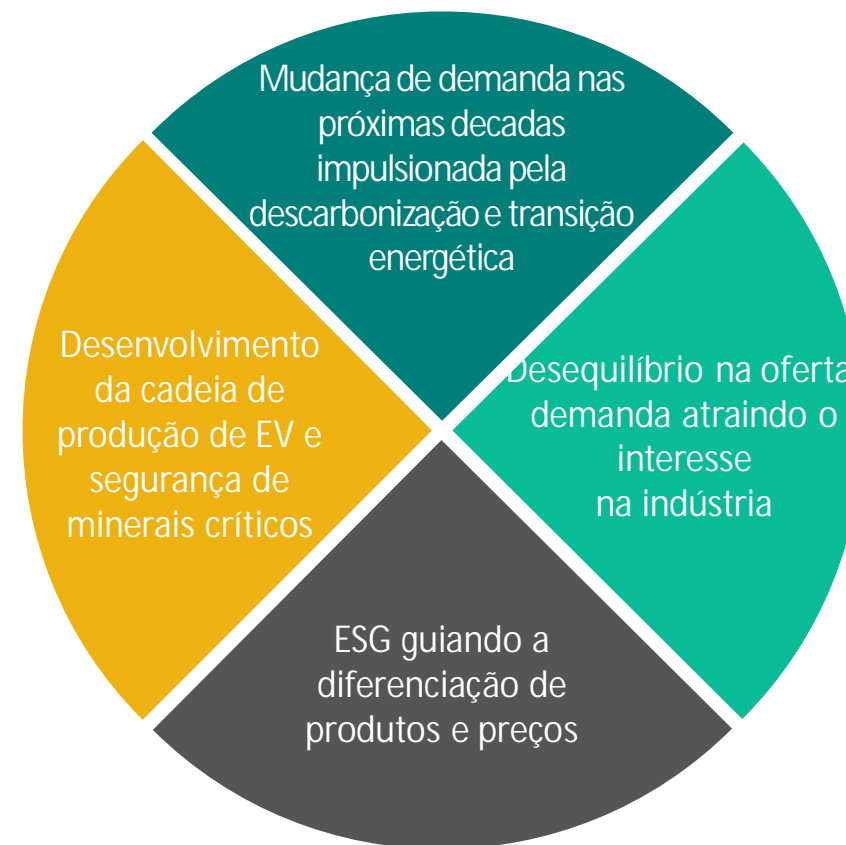 Mudança de demanda nas
próximas decadas
impulsionada pela
descarbonização e transição
energética
Desequilíbrio na oferta
demanda atraindo o
interesse
na indústria
ESG guiando a
diferenciação de
produtos e preços
Desenvolvimento
da cadeia de
produção de EV e
segurança de
minerais críticos